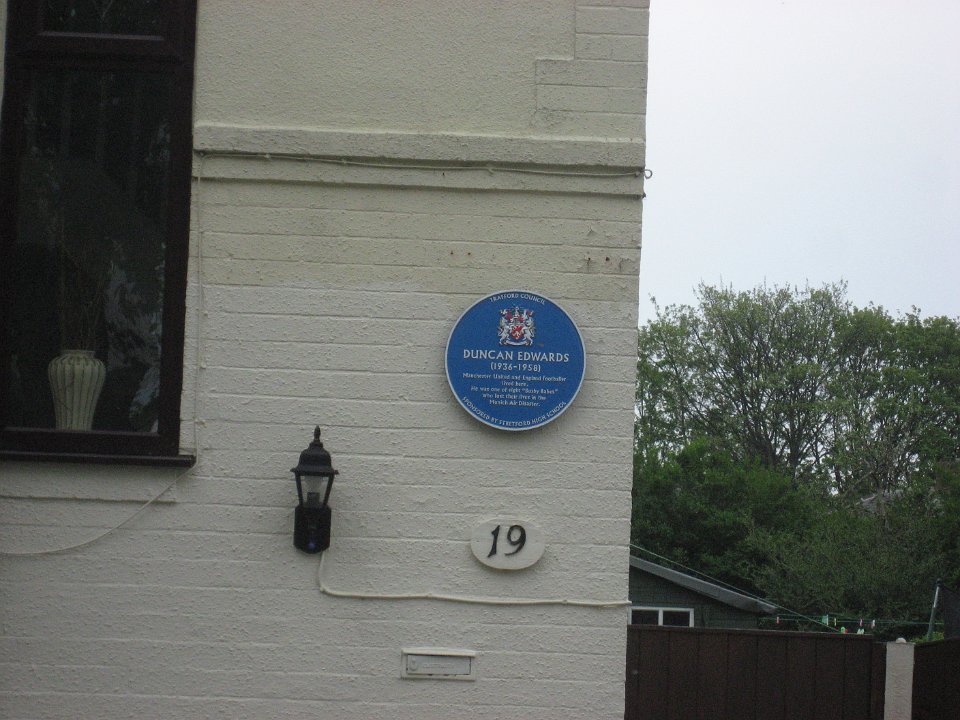 TRAFFORD COUNCIL
DUNCAN EDWARDS
(1936-1958)
Manchester United and England footballer
lived here.
He was one of eight "Busby Babes"
who lost their lives in the
Munich Air Disaster.
SPONSORED BY STRETFORD HIGH SCHOOL
19